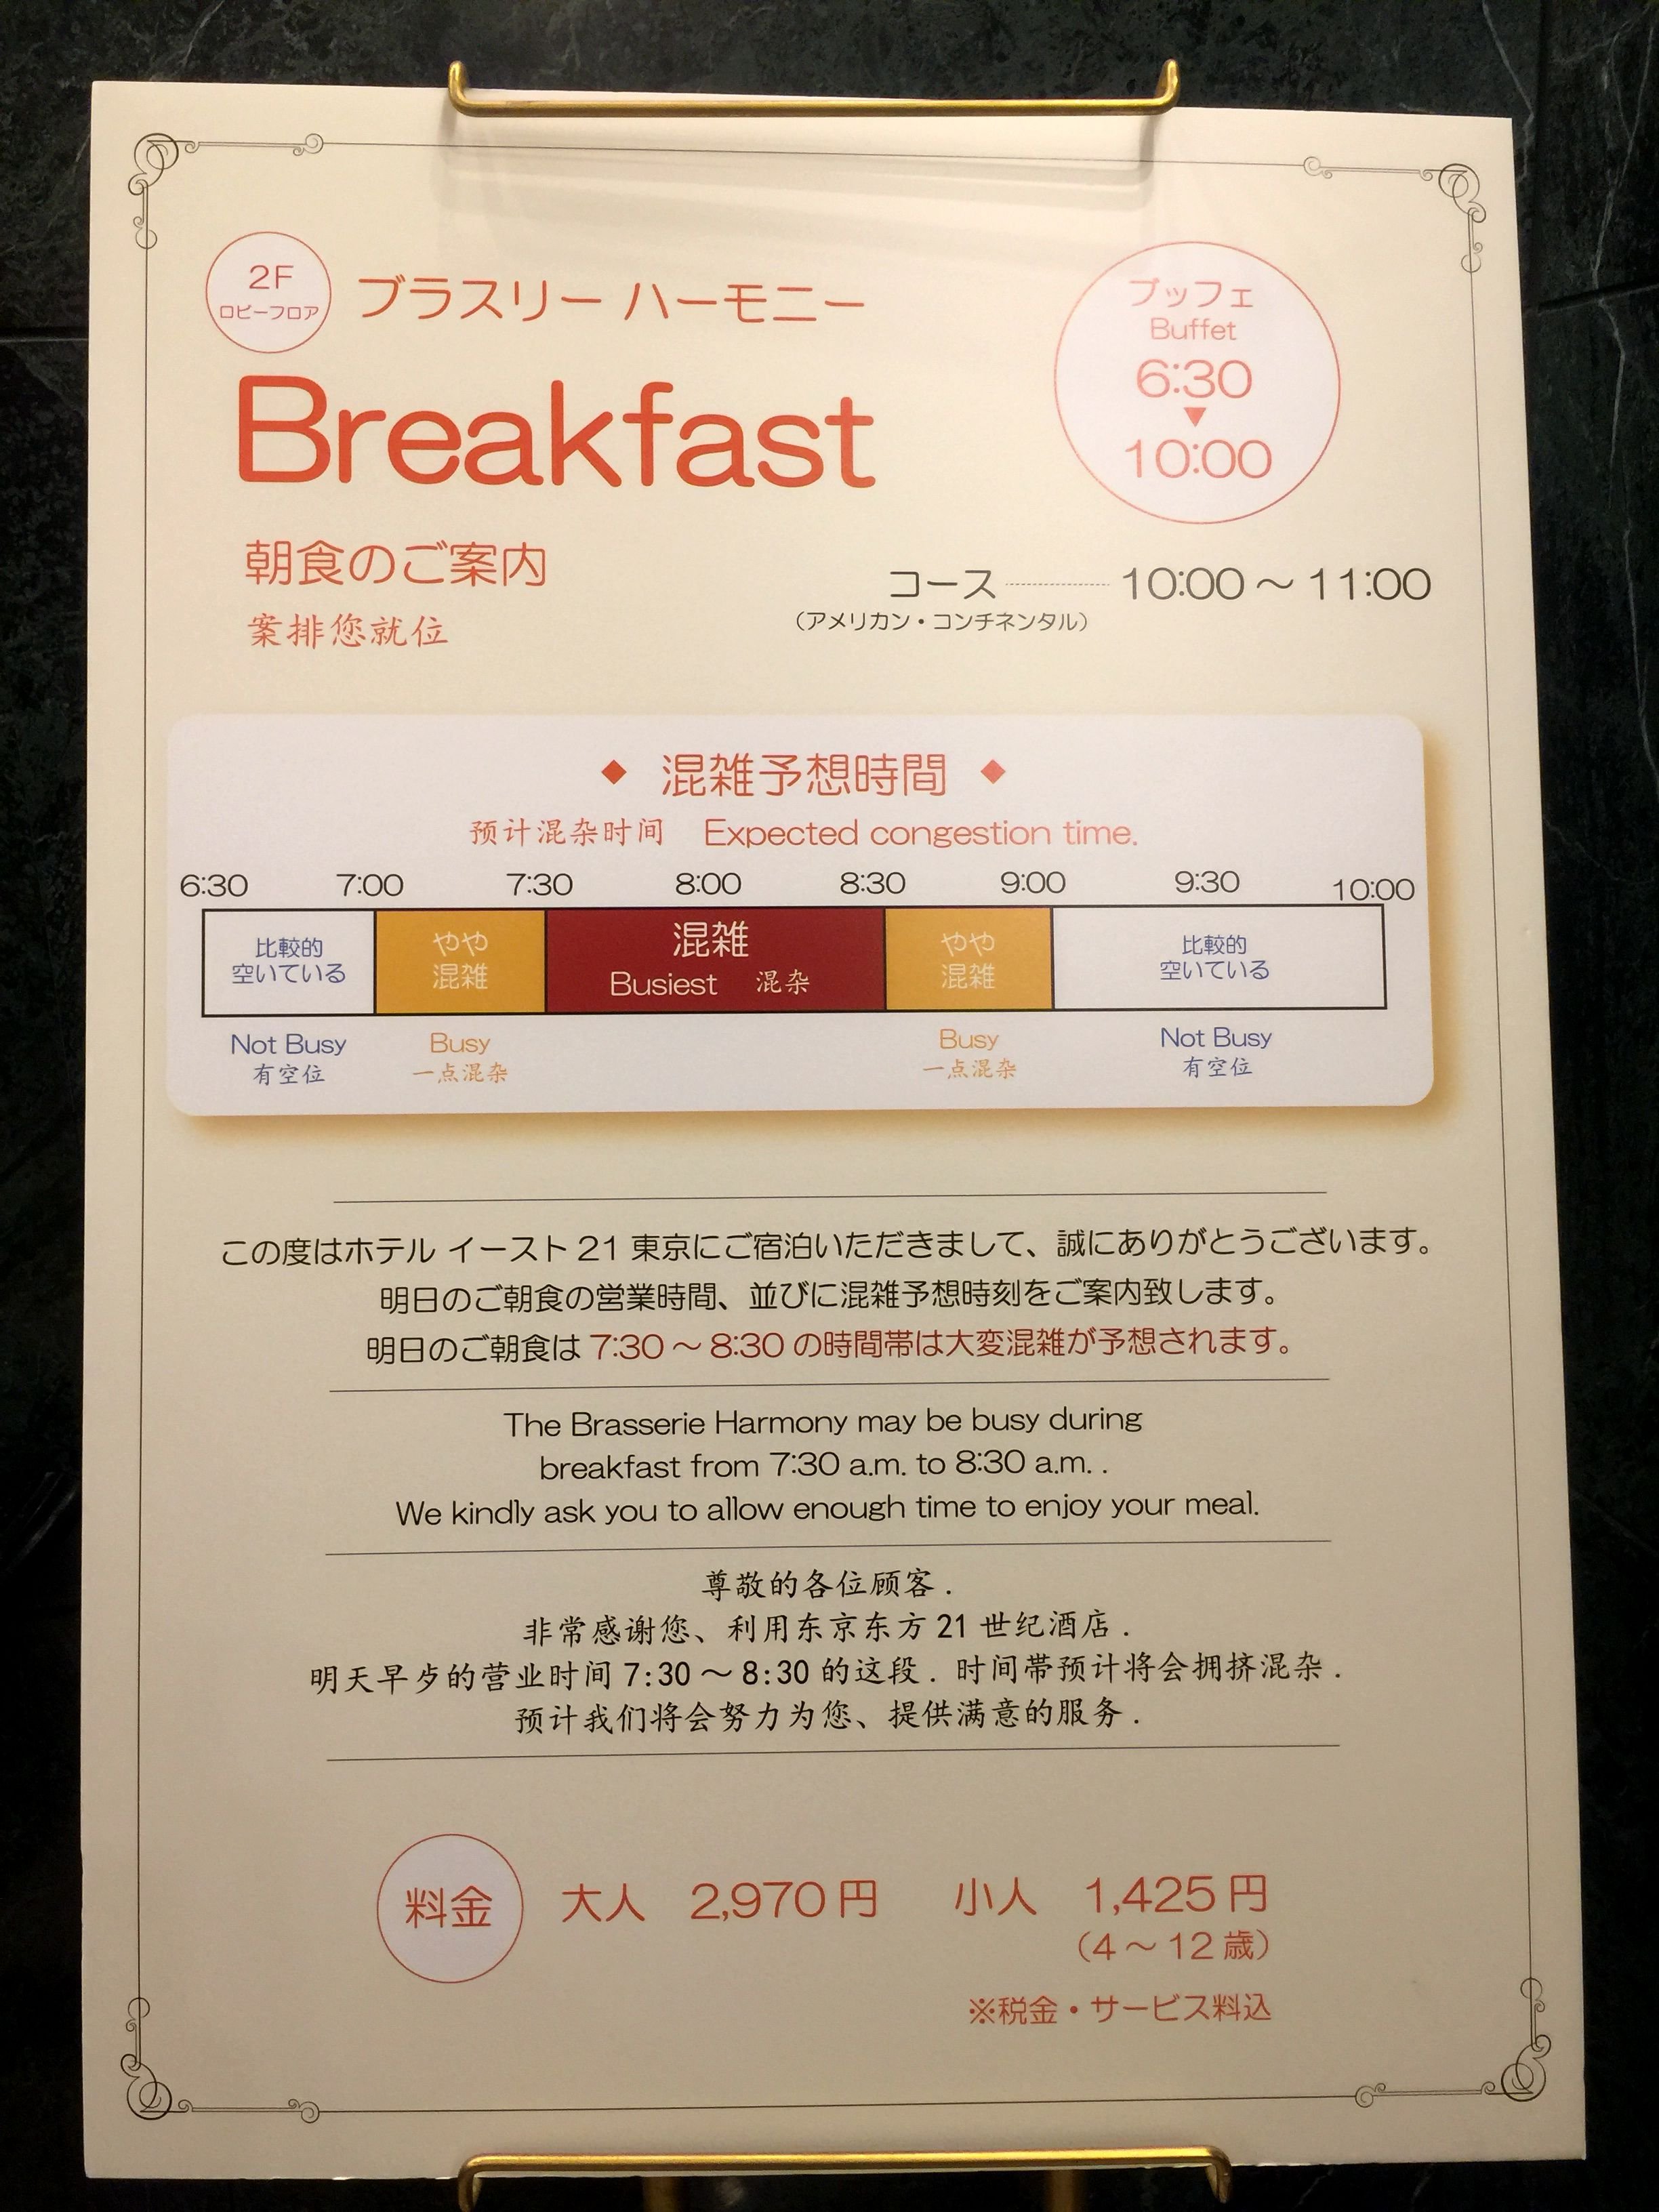 2F
ロビーフロア
ブラスリー ハーモニー
Breakfast
朝食のご案内
案排您就位
ブッフェ
Buffet
6:30
▼
10:00
コース 10:00～11:00
（アメリカン・コンチネンタル）
◆ 混雑予想時間 ◆
预计混杂时间 Expected congestion time.
6:30 7:00 7:30 8:00 8:30 9:00 9:30 10:00
比較的
空いている
やや
混雑
混雑
Busiest 混杂
やや
混雑
比較的
空いている
Not Busy
有空位
Busy
一点混杂
Busy
一点混杂
Not Busy
有空位
この度はホテル イースト 21 東京にご宿泊いただきまして、誠にありがとうございます。
明日のご朝食の営業時間、並びに混雑予想時刻をご案内致します。
明日のご朝食は 7:30～8:30 の時間帯は大変混雑が予想されます。
The Brasserie Harmony may be busy during
breakfast from 7:30 a.m. to 8:30 a.m. .
We kindly ask you to allow enough time to enjoy your meal.
尊敬的各位顾客 .
非常感谢您、利用东京东方 21 世纪酒店 .
明天早歺的营业时间 7:30～8:30 的这段 . 时间带预计将会拥挤混杂 .
预计我们将会努力为您、提供满意的服务 .
料金 大人 2,970円 小人 1,425円
（4～12歳）
※税金・サービス料込